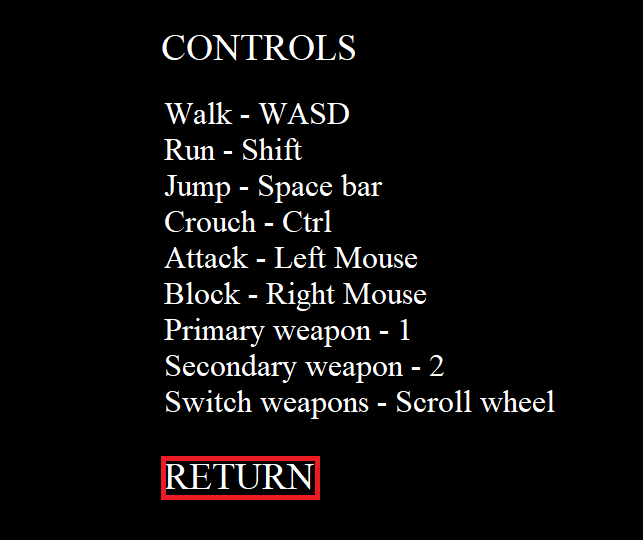 CONTROLS
Walk - WASD
Run - Shift
Jump - Space bar
Crouch - Ctrl
Attack - Left Mouse
Block - Right Mouse
Primary weapon - 1
Secondary weapon - 2
Switch weapons - Scroll wheel
RETURN